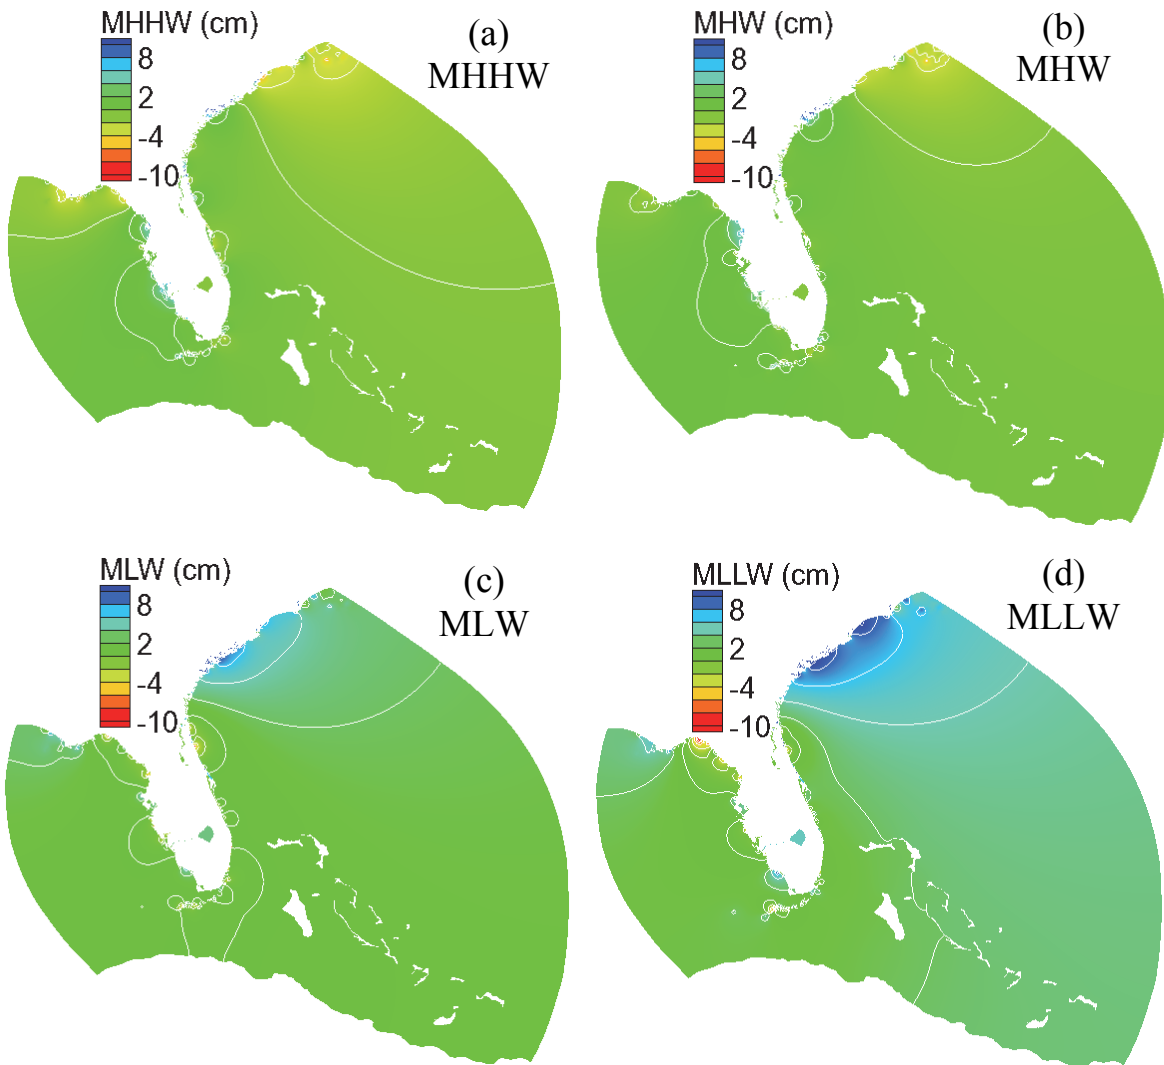 MHHW (cm)
8
2
-4
-10
(a)
MHHW
MHW (cm)
8
2
-4
-10
(b)
MHW
MLW (cm)
8
2
-4
-10
(c)
MLW
MLLW (cm)
8
2
-4
-10
(d)
MLLW